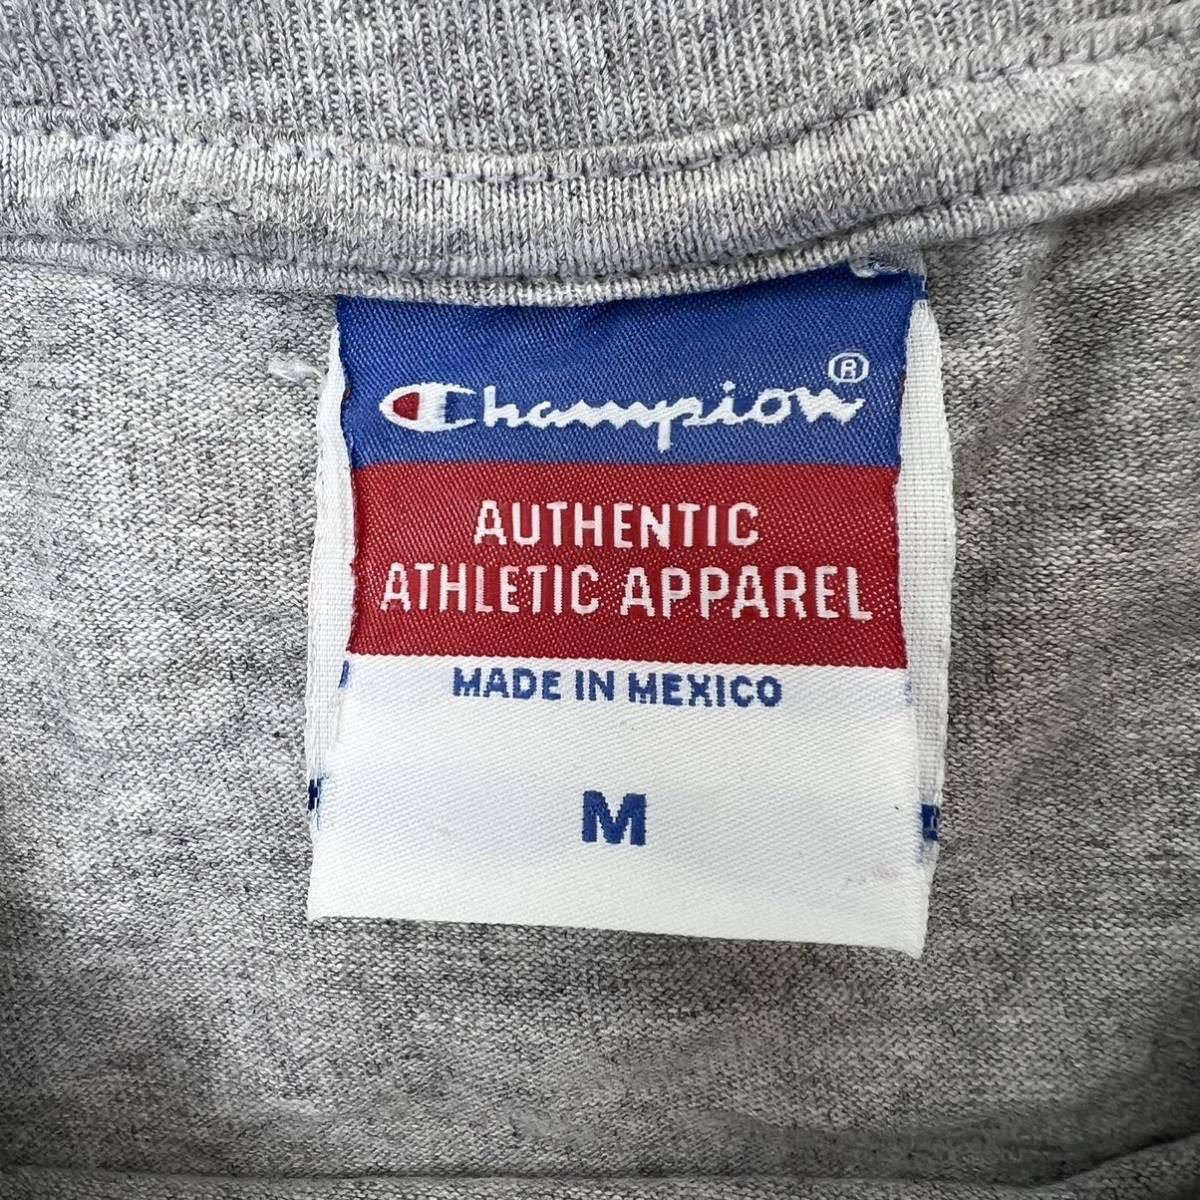 Champion®
AUTHENTIC
ATHLETIC APPAREL
MADE IN MEXICO
M